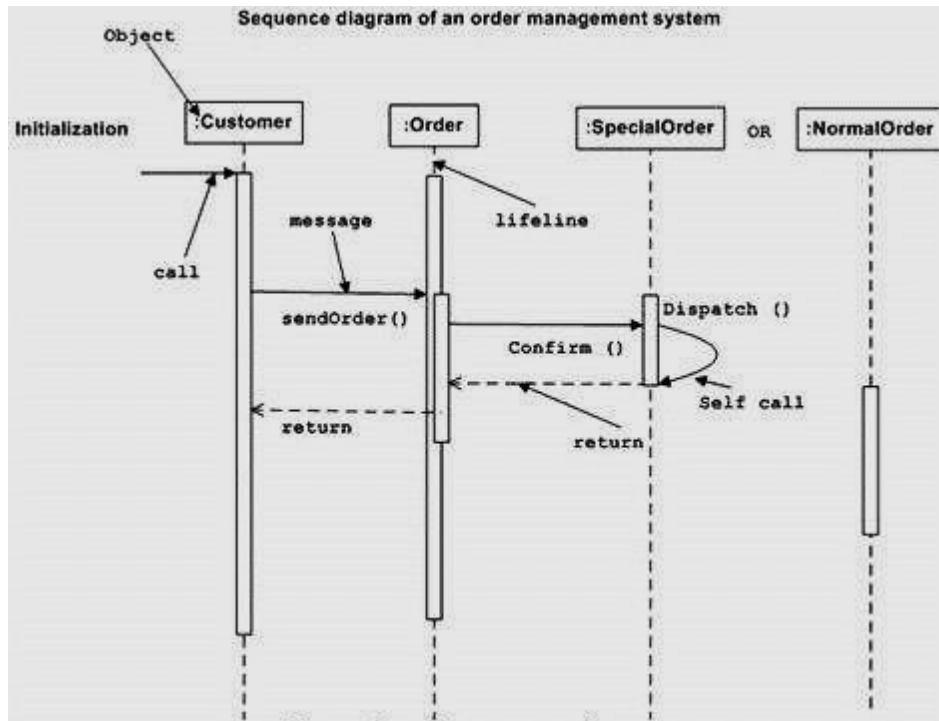 Sequence diagram of an order management system
Object
Initialization
:Customer
:Order
:SpecialOrder
OR
:NormalOrder
message
lifeline
call
sendOrder()
Dispatch ()
Confirm ()
Self call
return
return